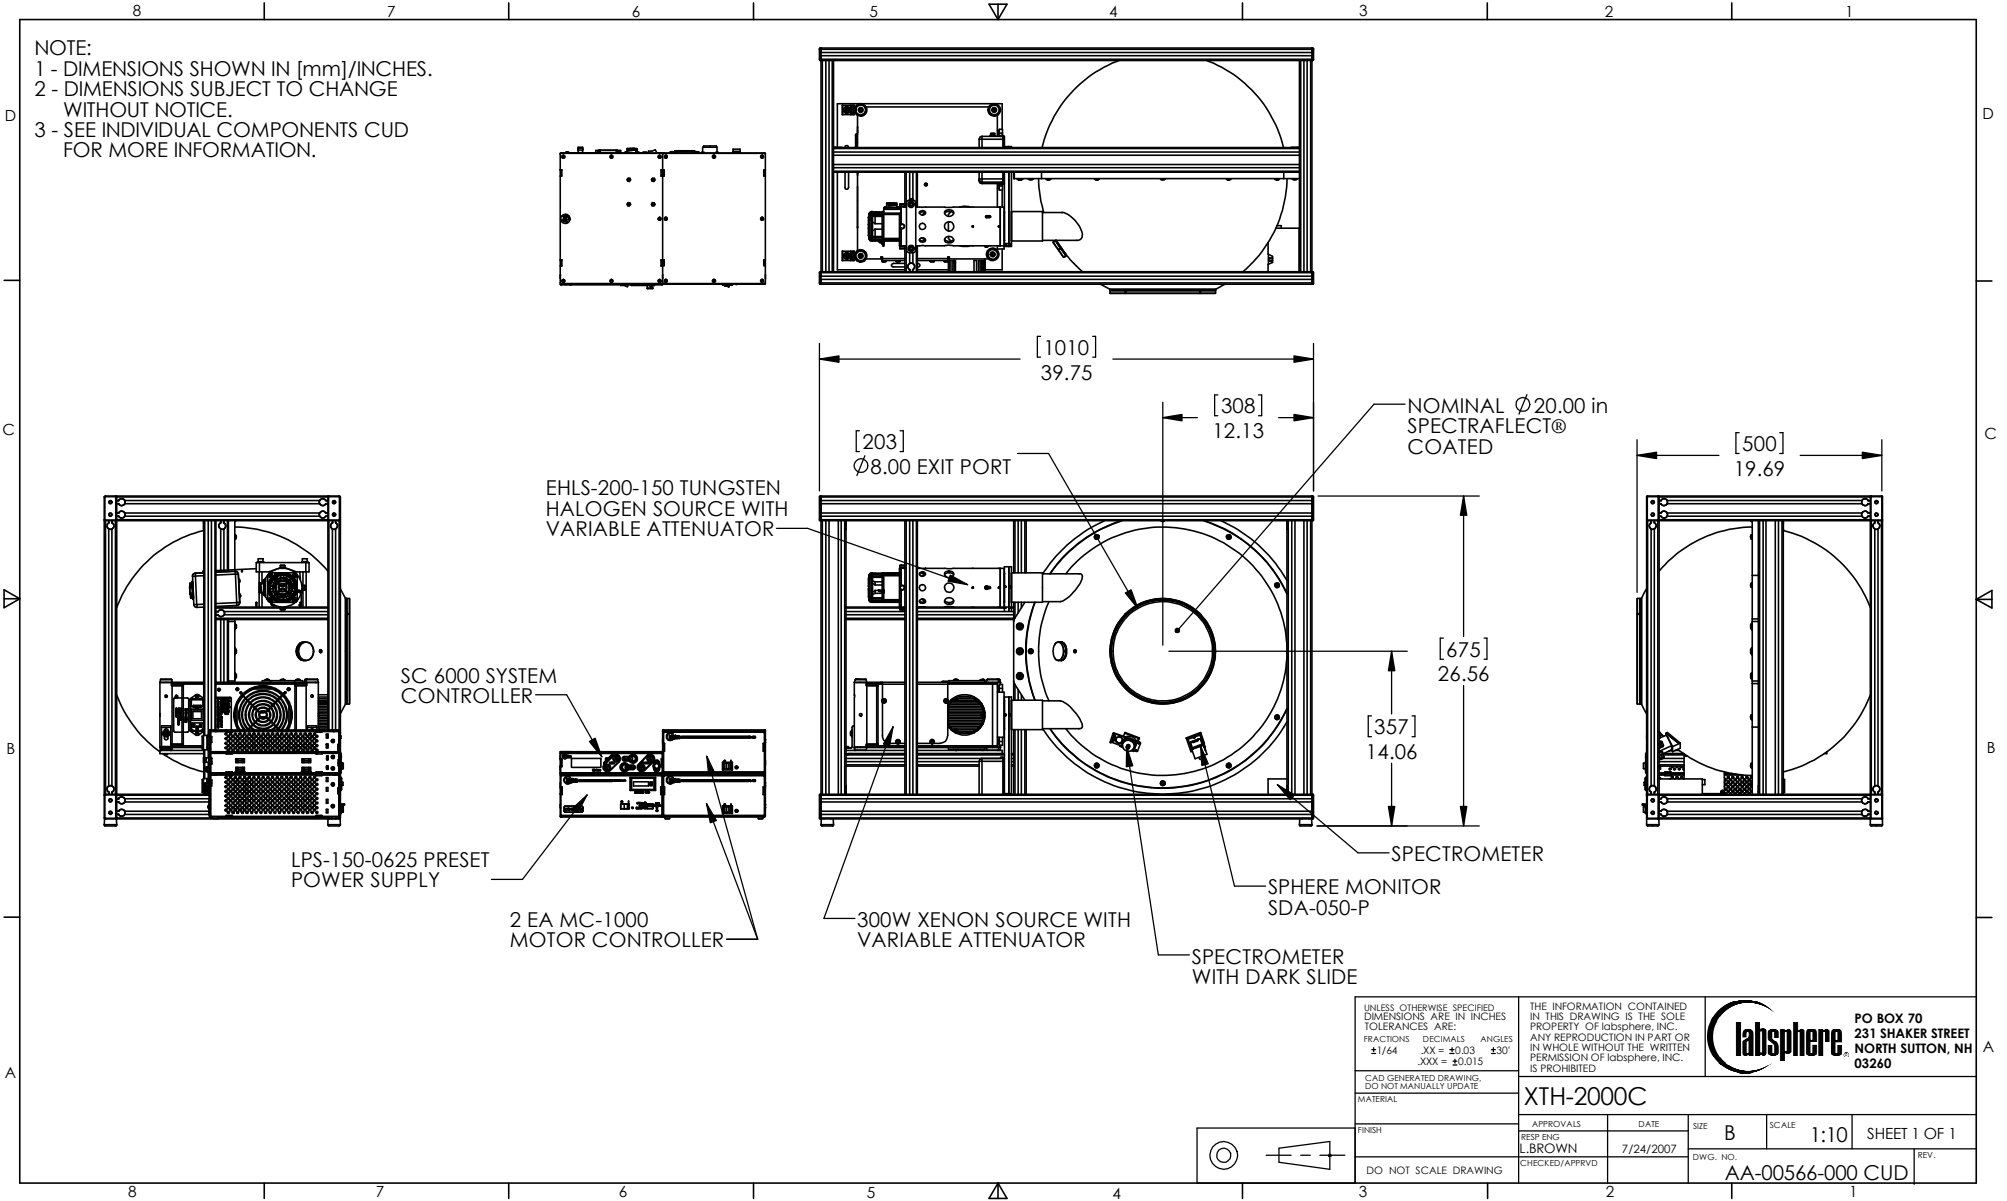 8 7 6 5 4 3 2 1
NOTE:
1 - DIMENSIONS SHOWN IN [mm]/INCHES.
2 - DIMENSIONS SUBJECT TO CHANGE
WITHOUT NOTICE.
3 - SEE INDIVIDUAL COMPONENTS CUD
FOR MORE INFORMATION.
D D
[1010]
39.75
[308]
12.13
NOMINAL Ø20.00 in
SPECTRAFLECT®
COATED
[203]
Ø8.00 EXIT PORT
C C
[500]
19.69
EHLS-200-150 TUNGSTEN
HALOGEN SOURCE WITH
VARIABLE ATTENUATOR
[675]
26.56
SC 6000 SYSTEM
CONTROLLER
[357]
14.06
B B
LPS-150-0625 PRESET
POWER SUPPLY
SPECTROMETER
SPHERE MONITOR
SDA-050-P
2 EA MC-1000
MOTOR CONTROLLER
300W XENON SOURCE WITH
VARIABLE ATTENUATOR
SPECTROMETER
WITH DARK SLIDE
UNLESS OTHERWISE SPECIFIED
DIMENSIONS ARE IN INCHES
TOLERANCES ARE:
FRACTIONS DECIMALS ANGLES
±1/64 .XX = ±0.03 ±30'
.XXX = ±0.015
CAD GENERATED DRAWING,
DO NOT MANUALLY UPDATE
MATERIAL
FINISH
DO NOT SCALE DRAWING
THE INFORMATION CONTAINED
IN THIS DRAWING IS THE SOLE
PROPERTY OF labsphere, INC.
ANY REPRODUCTION IN PART OR
IN WHOLE WITHOUT THE WRITTEN
PERMISSION OF labsphere, INC.
IS PROHIBITED
labsphere®
PO BOX 70
231 SHAKER STREET
NORTH SUTTON, NH
03260
A A
XTH-2000C
APPROVALS DATE
RESP ENG
L.BROWN 7/24/2007
CHECKED/APPRVD
SIZE B
SCALE 1:10
SHEET 1 OF 1
DWG. NO.
AA-00566-000 CUD
REV.
8 7 6 5 4 3 2 1